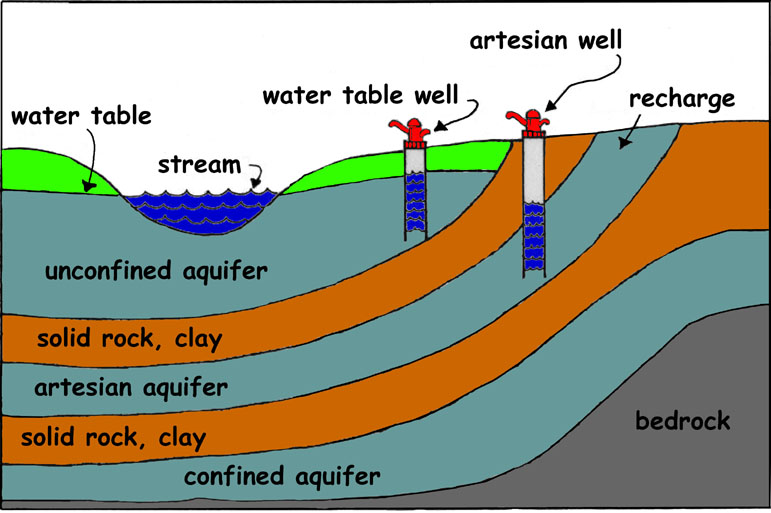 artesian well
water table well
recharge
water table
stream
unconfined aquifer
solid rock, clay
artesian aquifer
bedrock
solid rock, clay
confined aquifer